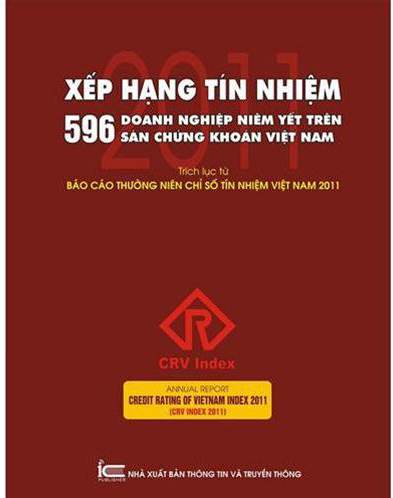 2011
XẾP HẠNG TÍN NHIỆM
596 DOANH NGHIỆP NIÊM YẾT TRÊN
SÀN CHỨNG KHOÁN VIỆT NAM
Trích lục từ
BÁO CÁO THƯỜNG NIÊN CHỈ SỐ TÍN NHIỆM VIỆT NAM 2011
R
CRV Index
ANNUAL REPORT
CREDIT RATING OF VIETNAM INDEX 2011
(CRV INDEX 2011)
ic
PUBLISHER
NHÀ XUẤT BẢN THÔNG TIN VÀ TRUYỀN THÔNG